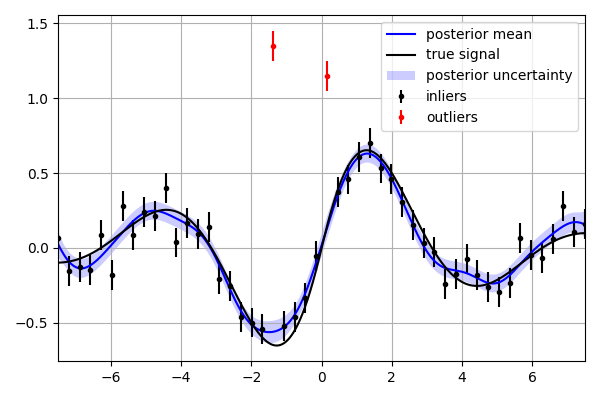 1.5
1.0
0.5
0.0
−0.5
−6
−4
−2
0
2
4
6
posterior mean
true signal
posterior uncertainty
inliers
outliers